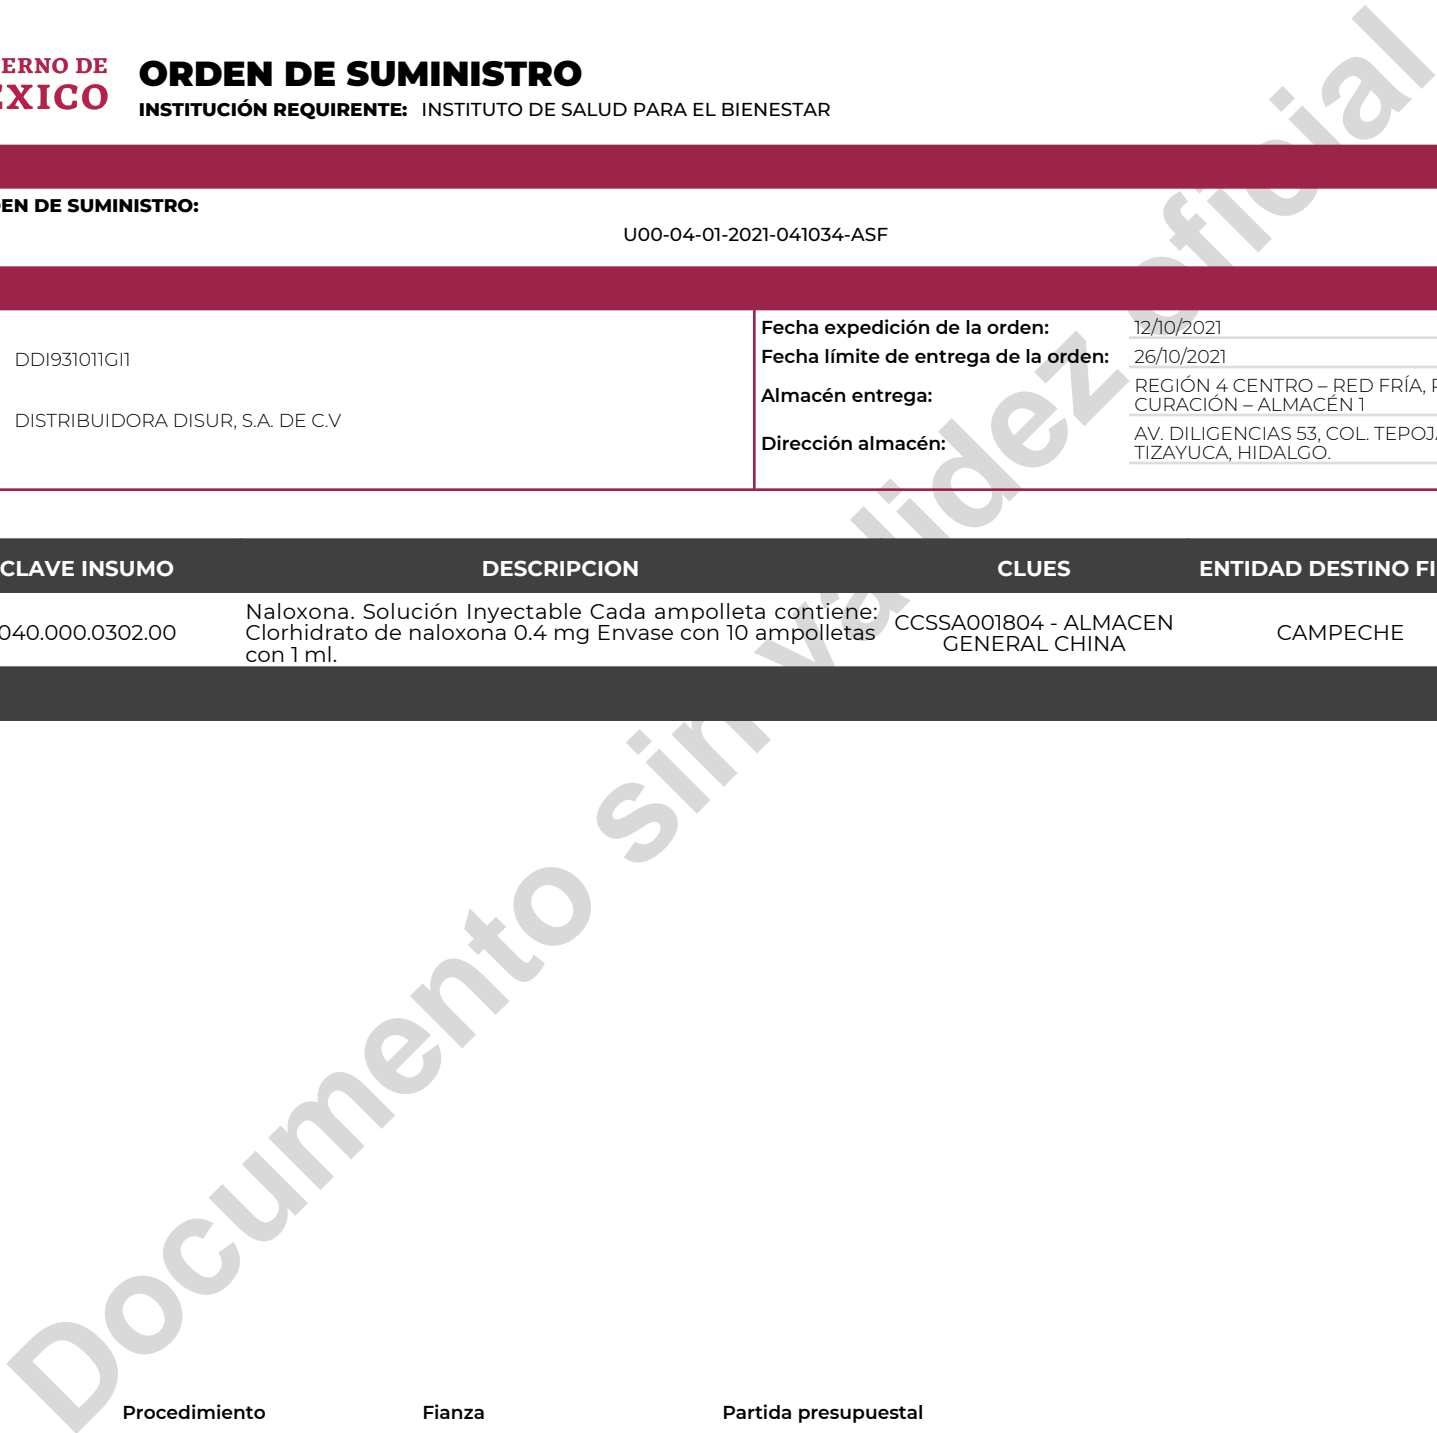 ERNO DE
EXICO
ORDEN DE SUMINISTRO
INSTITUCIÓN REQUIRENTE: INSTITUTO DE SALUD PARA EL BIENESTAR
EN DE SUMINISTRO:
U00-04-01-2021-041034-ASF
DDI931011GI1
DISTRIBUIDORA DISUR, S.A. DE C.V
Fecha expedición de la orden: 12/10/2021
Fecha límite de entrega de la orden: 26/10/2021
Almacén entrega: REGIÓN 4 CENTRO – RED FRÍA,
CURACIÓN – ALMACÉN 1
Dirección almacén: AV. DILIGENCIAS 53, COL. TEPOJ
TIZAYUCA, HIDALGO.
CLAVE INSUMO DESCRIPCION CLUES ENTIDAD DESTINO FI
040.000.0302.00
Naloxona. Solución Inyectable Cada ampolleta contiene:
Clorhidrato de naloxona 0.4 mg Envase con 10 ampolletas
con 1 ml.
CCSSA001804 - ALMACEN
GENERAL CHINA
CAMPECHE
Documento sin validez oficial
Procedimiento Fianza Partida presupuestal